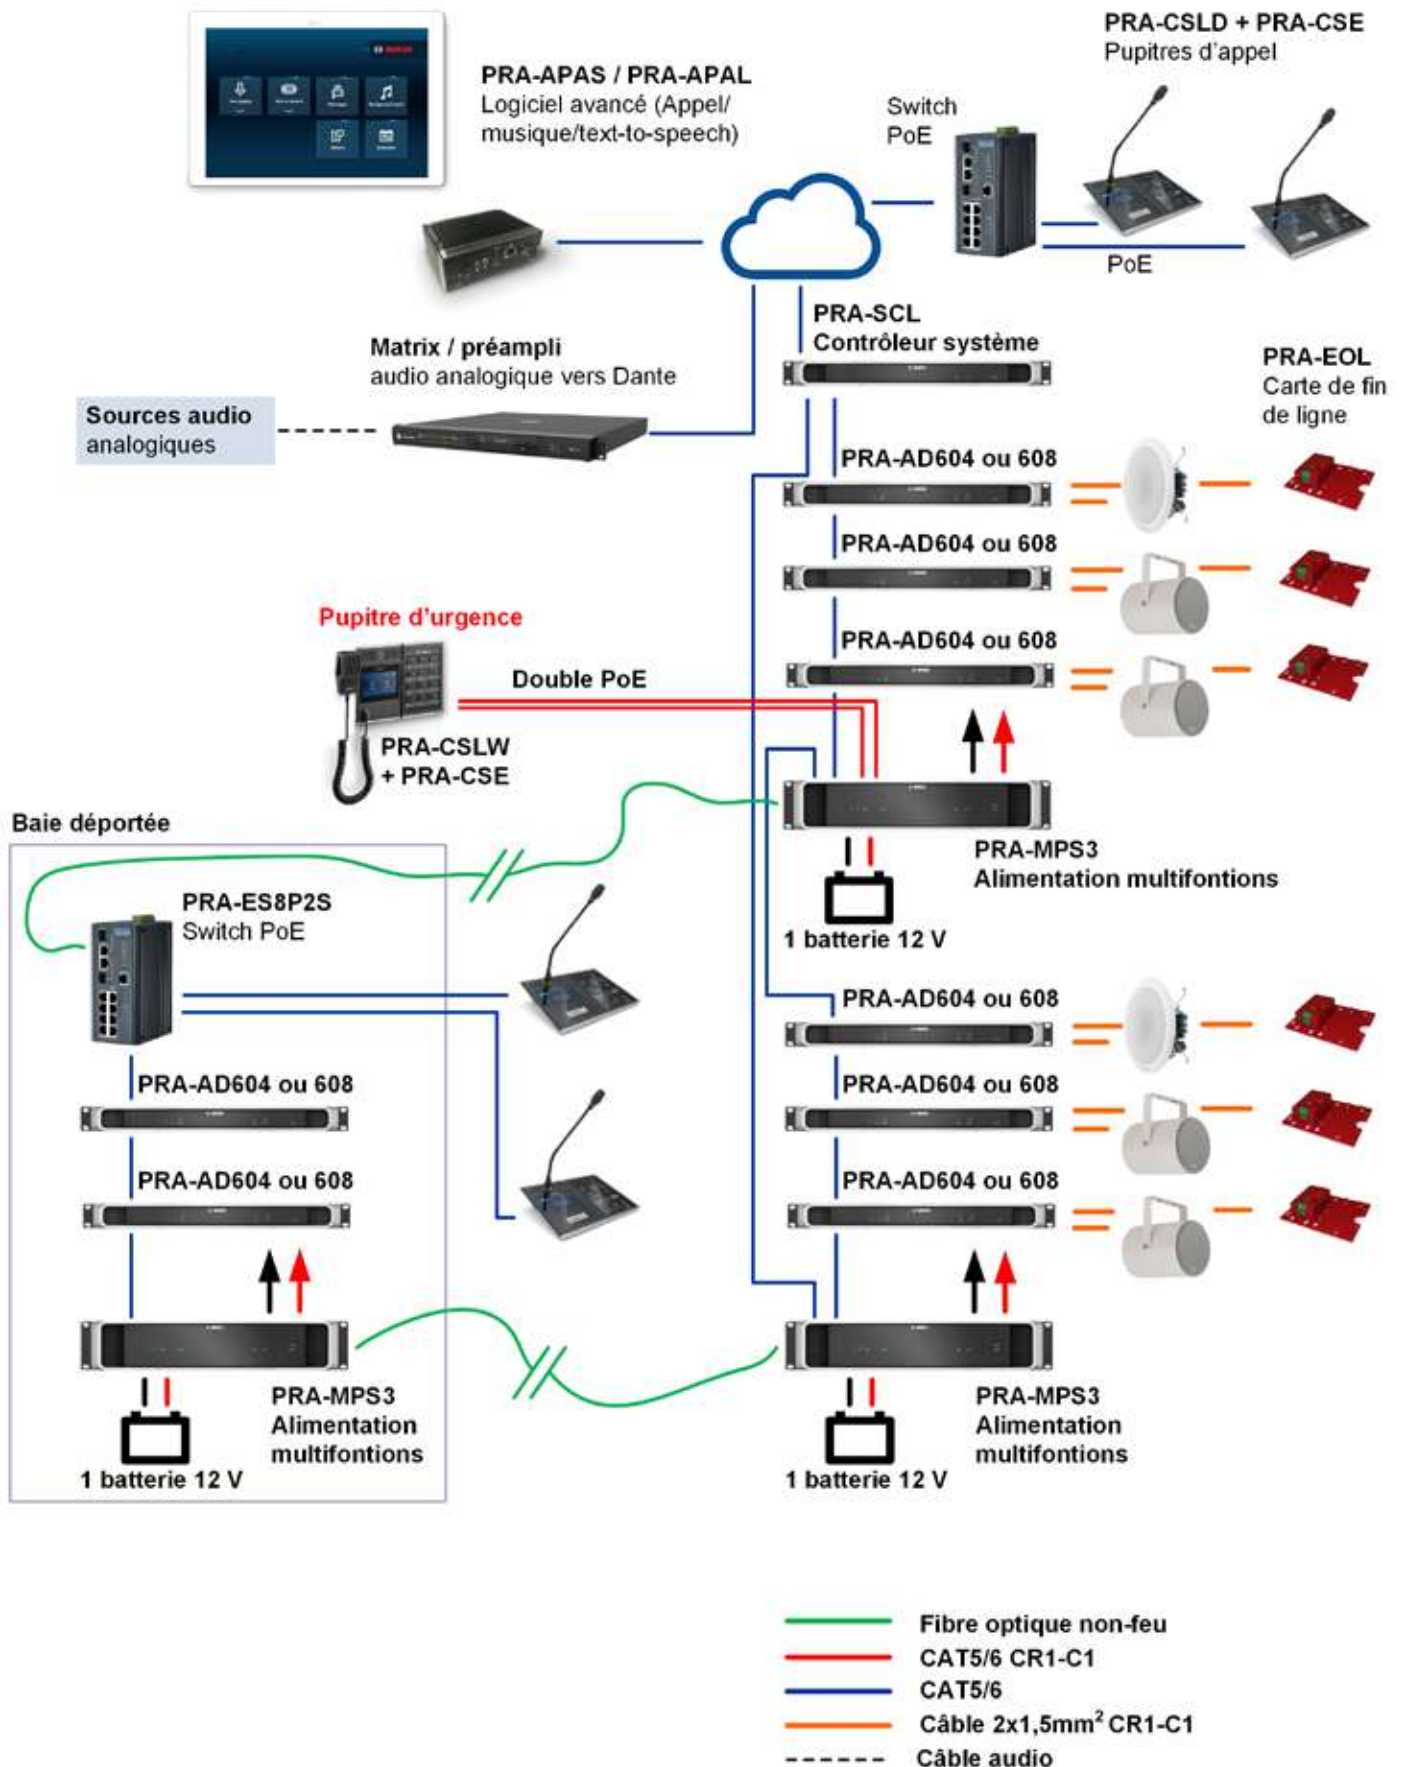 PRA-CSLD + PRA-CSE
Pupitres d'appel
PRA-APAS / PRA-APAL
Logiciel avancé (Appel/
musique/text-to-speech)
Switch
PoE
PoE
PRA-SCL
Contrôleur système
Matrix / préampli
audio analogique vers Dante
PRA-EOL
Carte de fin
de ligne
Sources audio
analogiques
PRA-AD604 ou 608
PRA-AD604 ou 608
Pupitre d'urgence
PRA-AD604 ou 608
Double PoE
PRA-CSLW
+ PRA-CSE
Baie déportée
PRA-MPS3
Alimentation multifontions
PRA-ES8P2S
Switch PoE
1 batterie 12 V
PRA-AD604 ou 608
PRA-AD604 ou 608
PRA-AD604 ou 608
PRA-AD604 ou 608
PRA-AD604 ou 608
PRA-MPS3
Alimentation
multifontions
1 batterie 12 V
PRA-MPS3
Alimentation
multifontions
1 batterie 12 V
Fibre optique non-feu
CAT5/6 CR1-C1
CAT5/6
Câble 2x1,5mm² CR1-C1
Câble audio